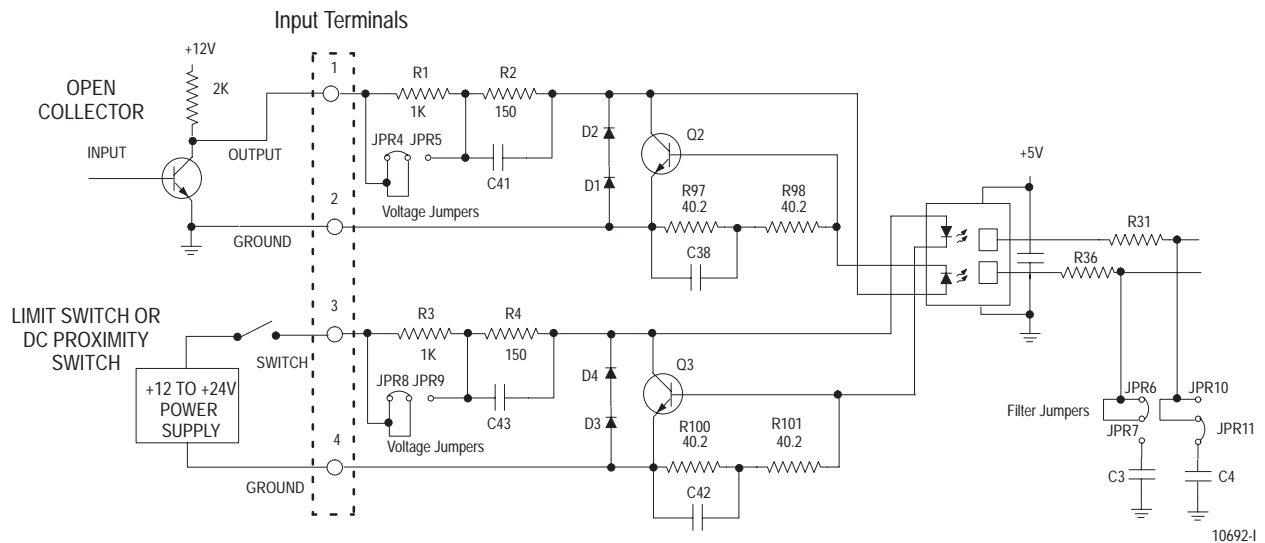 Input Terminals
+12V
2K
OPEN
COLLECTOR
INPUT
OUTPUT
1
R1
1K
R2
150
JPR4 JPR5
C41
Voltage Jumpers
D2
D1
Q2
R97
40.2
R98
40.2
C38
2
GROUND
+5V
R31
R36
LIMIT SWITCH OR
DC PROXIMITY
SWITCH
+12 TO +24V
POWER
SUPPLY
SWITCH
3
R3
1K
R4
150
JPR8 JPR9
C43
Voltage Jumpers
D4
D3
Q3
R100
40.2
R101
40.2
C42
4
GROUND
Filter Jumpers
JPR6
JPR7
C3
JPR10
JPR11
C4
10692-I